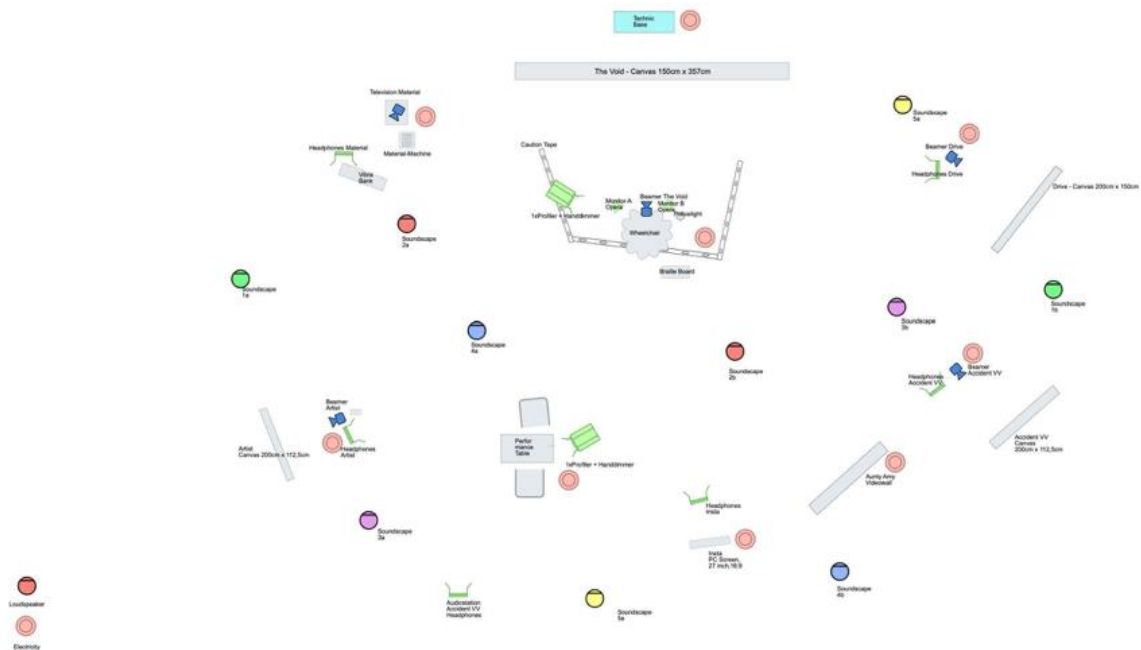 Technic
Base
The Void - Canvas 150cm x 357cm
Television Material
Soundscape
5a
Headphones Material
Material-Machine
Caution Tape
Beamer Drive
Vibra
Bank
Headphones Drive
Drive - Canvas 200cm x 150cm
Beamer The Void
Monitor A
Opera
Monitor B
Opera
1xProfiler + Handdimmer
Wheelchair
Soundscape
2a
Braille Board
Soundscape
1a
Soundscape
1b
Soundscape
3b
Soundscape
4a
Soundscape
2b
Beamer
Accident VV
Headphones
Accident VV
Beamer
Artist
Artist
Canvas 200cm x 112,5cm
Headphones
Artist
Perfor
mance
Table
1xProfiler + Handdimmer
Accident VV
Canvas
200cm x 112,5cm
Aunty Amy
Videowall
Headphones
Insta
Soundscape
3a
Insta
PC Screen,
27 inch,16:9
Soundscape
4b
Loudspeaker
Audiostation
Accident VV
Headphones
Soundscape
5a
Electricity